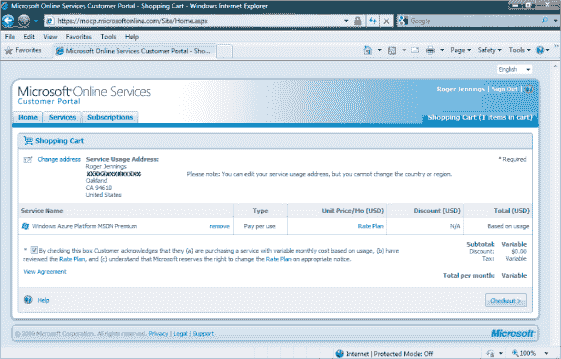 Microsoft Online Services Customer Portal - Shopping Cart - Windows Internet Explorer
https://mocp.microsoftonline.com/Site/Home.aspx
Google
File Edit View Favorites Tools Help
Favorites Microsoft Online Services Customer Portal - Sho...
Page Safety Tools
English
Microsoft Online Services
Customer Portal
Roger Jennings | Sign Out |
Home Services Subscriptions
Shopping Cart (1 items in cart)
Shopping Cart
Change address Service Usage Address: * Required
Roger Jennings
Please note: You can edit your service usage address, but you cannot change the country or region.
Oakland
CA 94610
United States
Service Name Type Unit Price/Mo (USD) Discount (USD) Total (USD)
Windows Azure Platform MSDN Premium remove Pay per use Rate Plan N/A Based on usage
* By checking this box Customer acknowledges that they (a) are purchasing a service with variable monthly cost based on usage, (b) have
reviewed the Rate Plan, and (c) understand that Microsoft reserves the right to change the Rate Plan on appropriate notice.
Subtotal: Variable
Discount: $0.00
Tax: Variable
View Agreement
Total per month: Variable
Help
Checkout >
© 2009 Microsoft Corporation. All rights reserved. Privacy | Legal | Support
Microsoft
Internet | Protected Mode: Off
100%